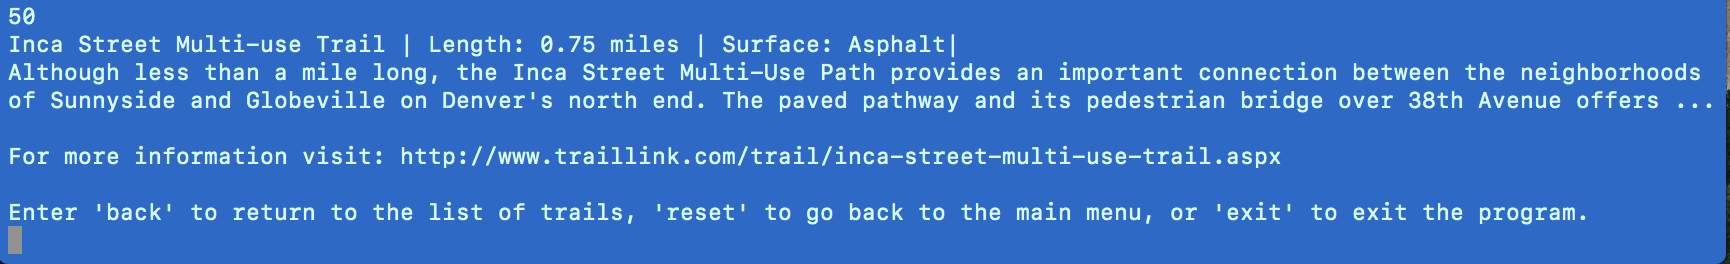 50
Inca Street Multi-use Trail | Length: 0.75 miles | Surface: Asphalt|
Although less than a mile long, the Inca Street Multi-Use Path provides an important connection between the neighborhoods
of Sunnyside and Globeville on Denver's north end. The paved pathway and its pedestrian bridge over 38th Avenue offers ...
For more information visit: http://www.traillink.com/trail/inca-street-multi-use-trail.aspx
Enter 'back' to return to the list of trails, 'reset' to go back to the main menu, or 'exit' to exit the program.